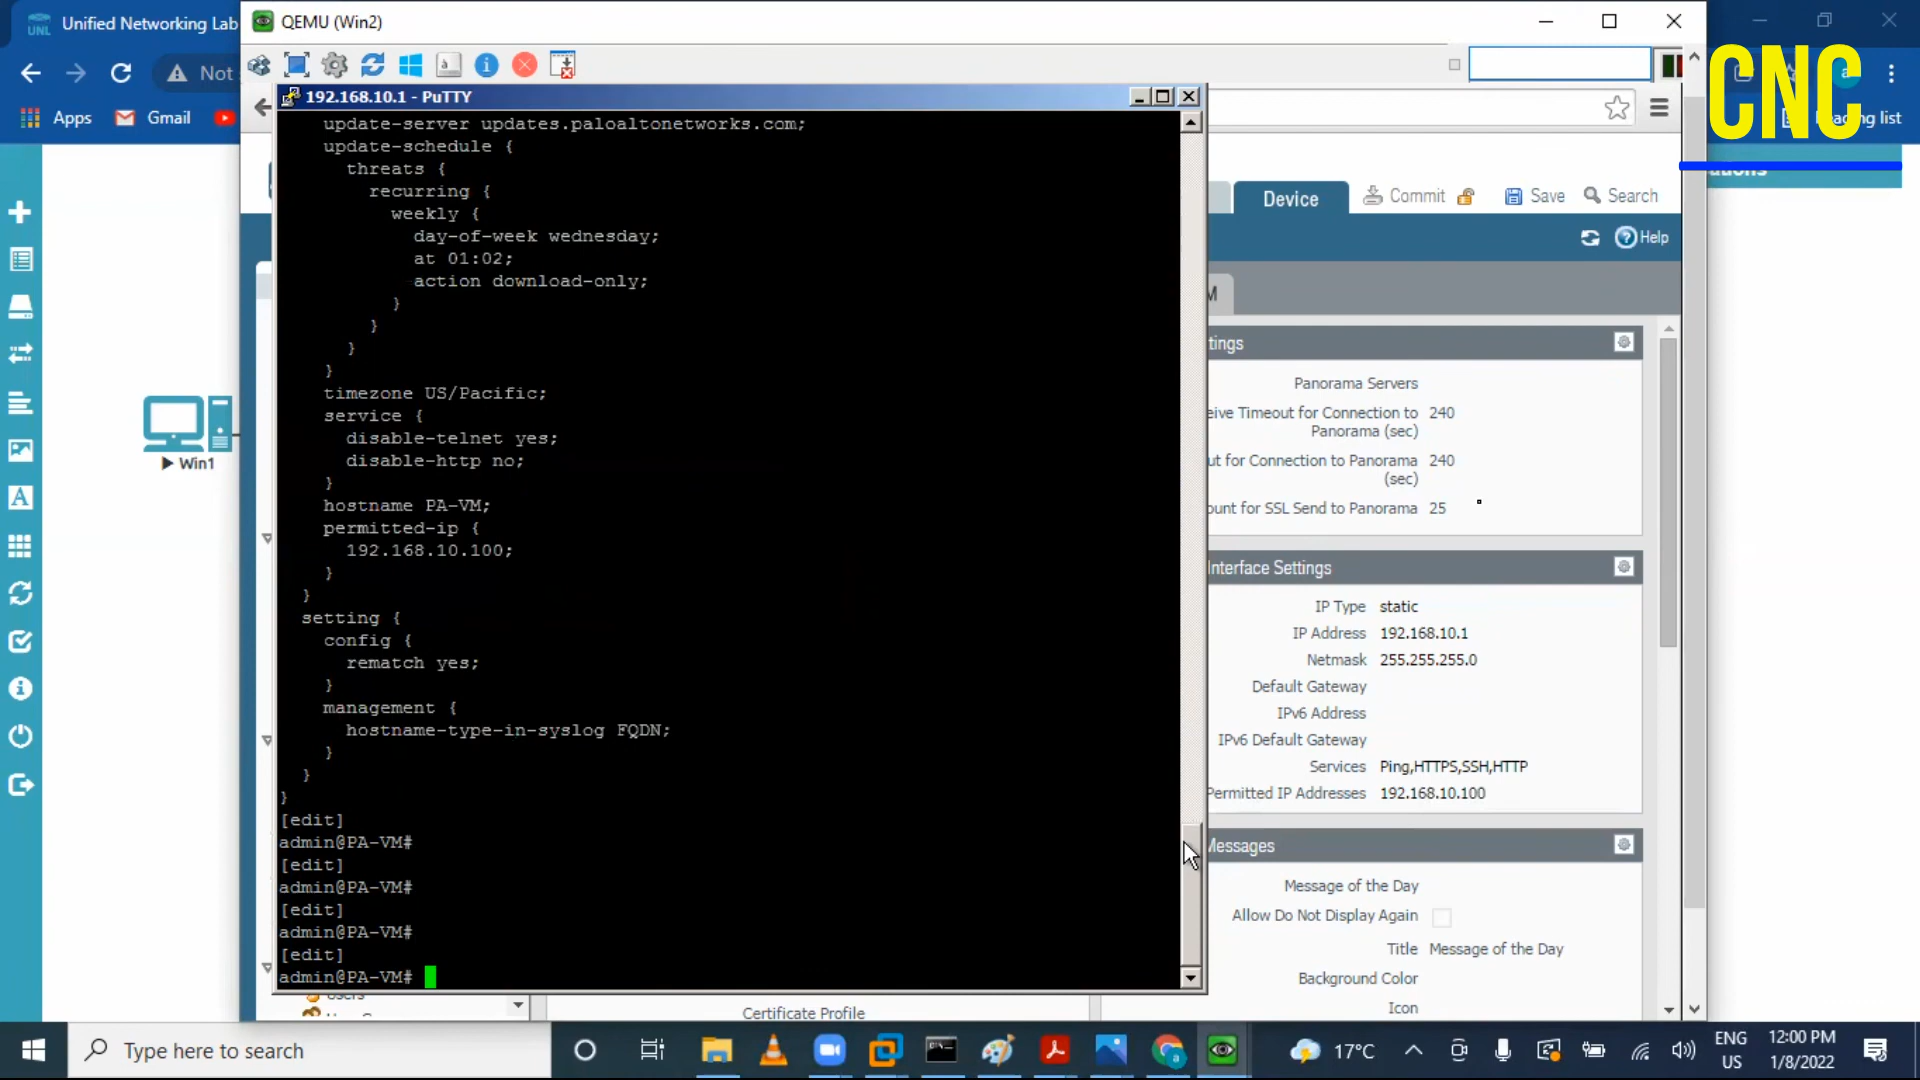 UNL Unified Networking Lab
QEMU (Win2)
Not
Apps
Gmail
Reading list
CNC
192.168.10.1 - PuTTY
update-server updates.paloaltonetworks.com;
update-schedule {
threats {
recurring {
weekly {
day-of-week wednesday;
at 01:02;
action download-only;
}
}
}
}
timezone US/Pacific;
service {
disable-telnet yes;
disable-http no;
}
hostname PA-VM;
permitted-ip {
192.168.10.100;
}
}
setting {
config {
rematch yes;
}
management {
hostname-type-in-syslog FQDN;
}
}
}
[edit]
admin@PA-VM#
[edit]
admin@PA-VM#
[edit]
admin@PA-VM#
[edit]
admin@PA-VM#
Win1
Device
Commit
Save
Search
Help
M
tings
Panorama Servers
eive Timeout for Connection to 240
Panorama (sec)
ut for Connection to Panorama 240
(sec)
ount for SSL Send to Panorama 25
Interface Settings
IP Type static
IP Address 192.168.10.1
Netmask 255.255.255.0
Default Gateway
IPv6 Address
IPv6 Default Gateway
Services Ping,HTTPS,SSH,HTTP
Permitted IP Addresses 192.168.10.100
Messages
Message of the Day
Allow Do Not Display Again
Title Message of the Day
Background Color
Icon
Certificate Profile
Type here to search
17°C
ENG
US
12:00 PM
1/8/2022